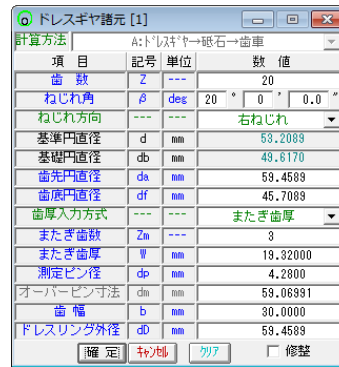 ドレスギヤ諸元 [1]
計算方法 A:ドレスギヤ→砥石→歯車
項 目 記号 単位 数 値
歯 数 Z --- 20
ねじれ角 β deg 20 ° 0 ' 0.0 "
ねじれ方向 --- --- 右ねじれ
基準円直径 d mm 53.2089
基礎円直径 db mm 49.6170
歯先円直径 da mm 59.4589
歯底円直径 df mm 45.7089
歯厚入力方式 --- --- またぎ歯厚
またぎ歯数 Zm --- 3
またぎ歯厚 W mm 19.32000
測定ピン径 dp mm 4.2800
オーバーピン寸法 dm mm 59.06991
歯 幅 b mm 30.0000
ドレスリング外径 dD mm 59.4589
確 定 キャンセル クリア 修整